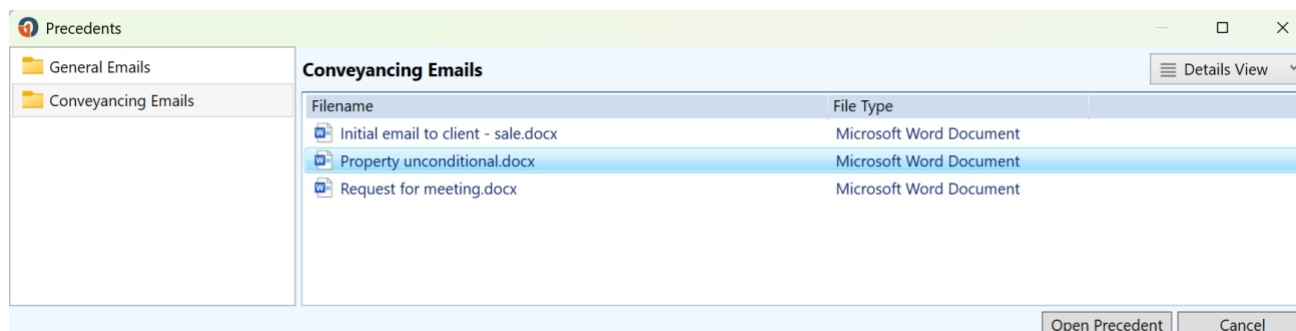 Precedents
General Emails
Conveyancing Emails
Conveyancing Emails
Details View
Filename File Type
Initial email to client - sale.docx Microsoft Word Document
Property unconditional.docx Microsoft Word Document
Request for meeting.docx Microsoft Word Document
Open Precedent Cancel